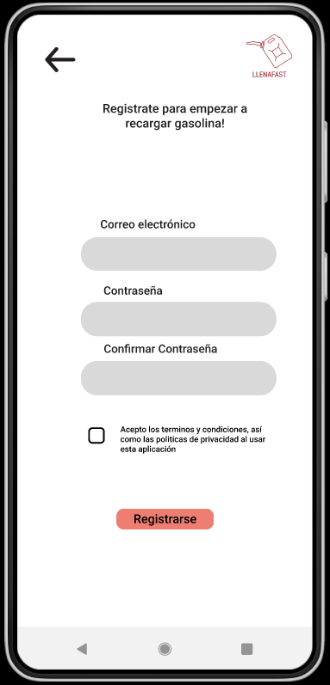 LLENAFAST
Registrate para empezar a
recargar gasolina!
Correo electrónico
Contraseña
Confirmar Contraseña
Acepto los terminos y condiciones, así
como las políticas de privacidad al usar
esta aplicación
Registrarse